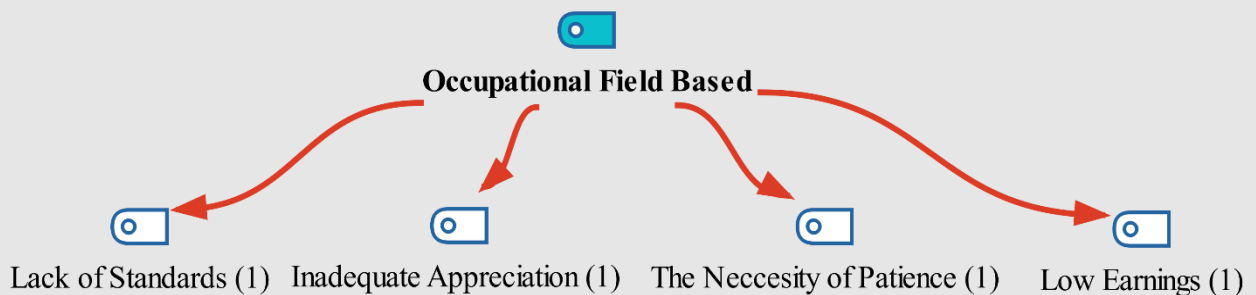 Occupational Field Based
Lack of Standards (1)
Inadequate Appreciation (1)
The Neccesity of Patience (1)
Low Earnings (1)